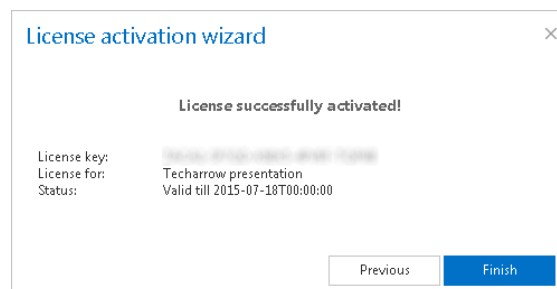 License activation wizard
License successfully activated!
License key:
License for: Techarrow presentation
Status: Valid till 2015-07-18T00:00:00
Previous Finish